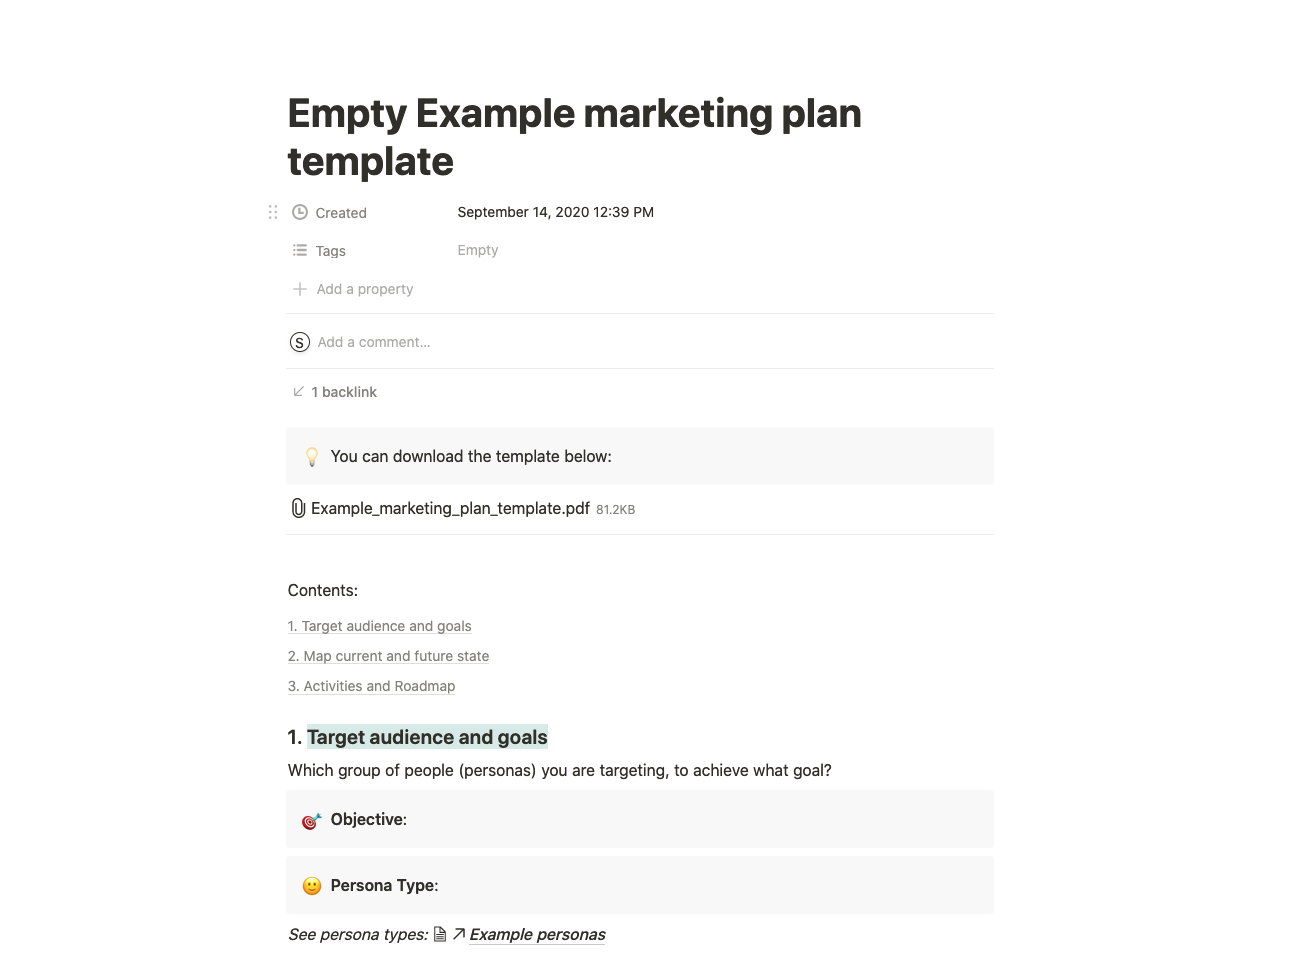 Empty Example marketing plan
template
Created September 14, 2020 12:39 PM
Tags Empty
Add a property
S Add a comment...
1 backlink
You can download the template below:
Example_marketing_plan_template.pdf 81.2KB
Contents:
1. Target audience and goals
2. Map current and future state
3. Activities and Roadmap
1. Target audience and goals
Which group of people (personas) you are targeting, to achieve what goal?
Objective:
Persona Type:
See persona types: Example personas